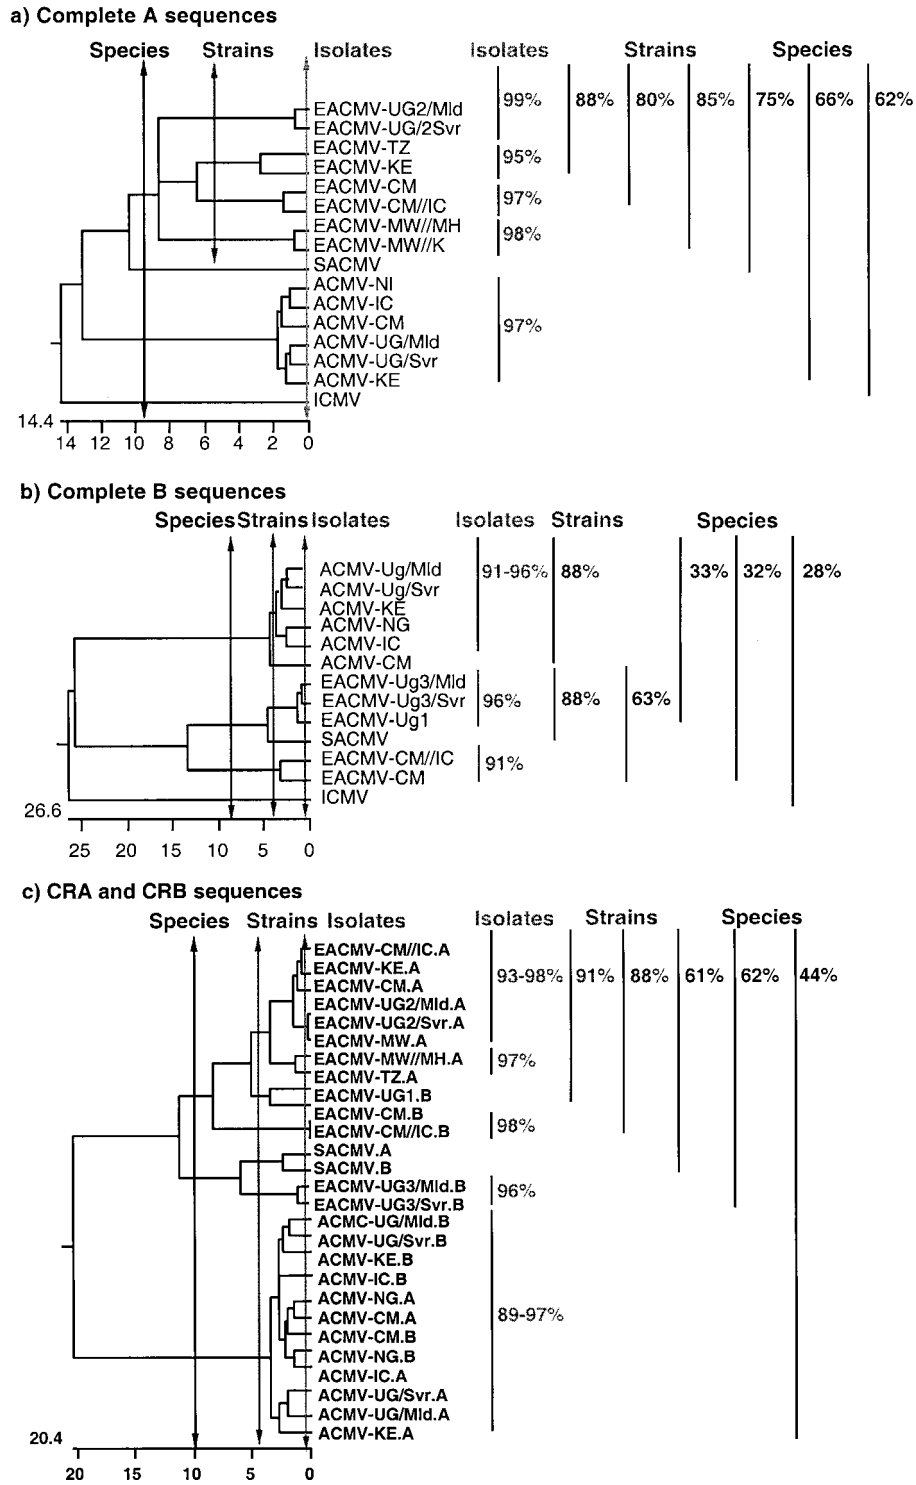 a) Complete A sequences
Species Strains Isolates Isolates Strains Species
99% 88% 80% 85% 75% 66% 62%
EACMV-UG2/Mld
EACMV-UG/2Svr
EACMV-TZ
95%
EACMV-KE
EACMV-CM
97%
EACMV-CM//IC
EACMV-MW//MH
98%
EACMV-MW//K
SACMV
ACMV-NI
ACMV-IC
ACMV-CM
97%
ACMV-UG/Mld
ACMV-UG/Svr
ACMV-KE
ICMV
14.4
14 12 10 8 6 4 2 0
b) Complete B sequences
Species Strains Isolates Isolates Strains Species
ACMV-Ug/Mld 91-96% 88% 33% 32% 28%
ACMV-Ug/Svr
ACMV-KE
ACMV-NG
ACMV-IC
ACMV-CM
EACMV-Ug3/Mld
EACMV-Ug3/Svr 96% 88% 63%
EACMV-Ug1
SACMV
EACMV-CM//IC 91%
EACMV-CM
ICMV
26.6
25 20 15 10 5 0
c) CRA and CRB sequences
Species Strains Isolates Isolates Strains Species
EACMV-CM//IC.A
EACMV-KE.A 93-98% 91% 88% 61% 62% 44%
EACMV-CM.A
EACMV-UG2/Mld.A
EACMV-UG2/Svr.A
EACMV-MW.A
EACMV-MW//MH.A 97%
EACMV-TZ.A
EACMV-UG1.B
EACMV-CM.B
EACMV-CM//IC.B 98%
SACMV.A
SACMV.B
EACMV-UG3/Mld.B 96%
EACMV-UG3/Svr.B
ACMC-UG/Mld.B
ACMV-UG/Svr.B
ACMV-KE.B
ACMV-IC.B
ACMV-NG.A
ACMV-CM.A 89-97%
ACMV-CM.B
ACMV-NG.B
ACMV-IC.A
ACMV-UG/Svr.A
ACMV-UG/Mld.A
ACMV-KE.A
20.4
20 15 10 5 0